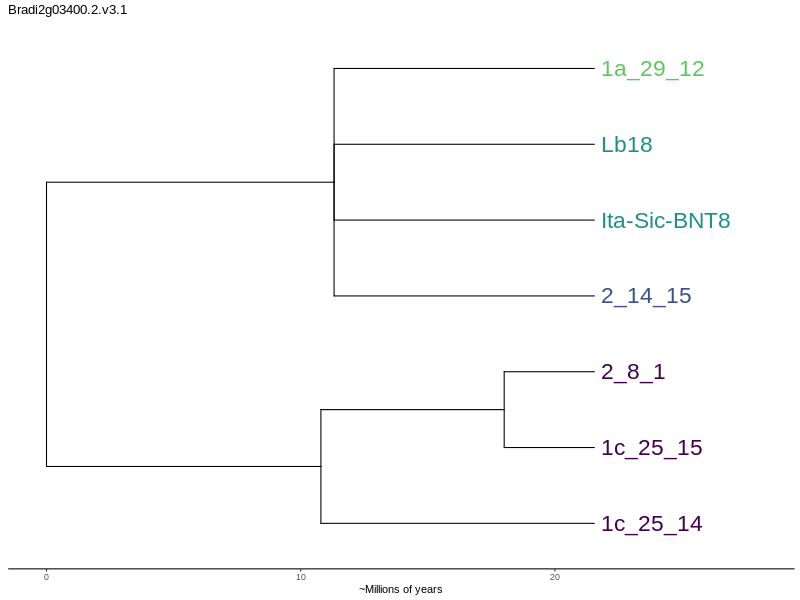 Bradi2g03400.2.v3.1
1a_29_12
Lb18
Ita-Sic-BNT8
2_14_15
2_8_1
1c_25_15
1c_25_14
0 10 20
~Millions of years